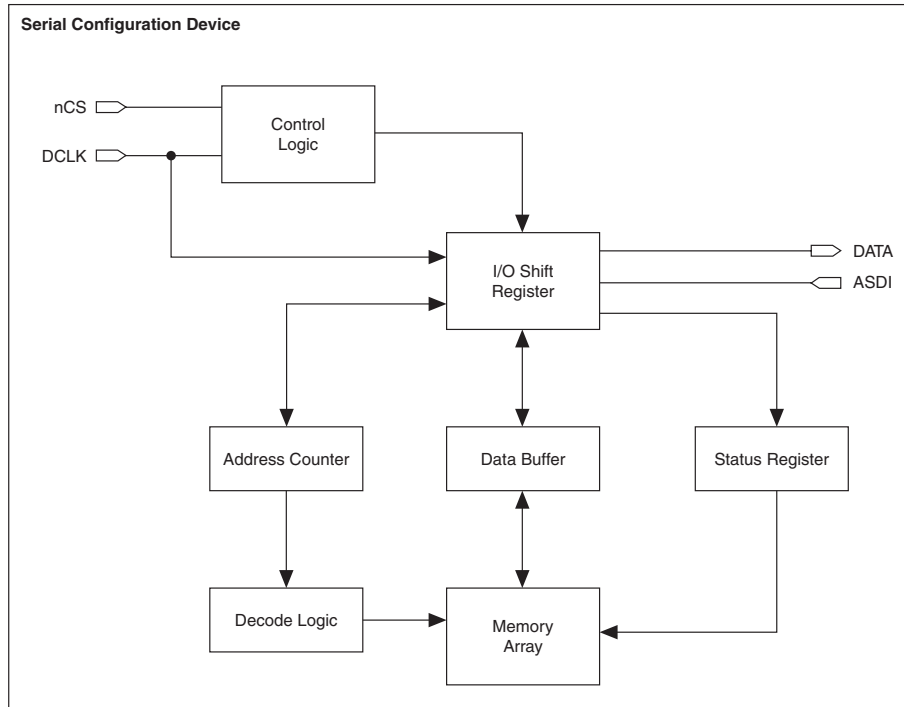 Serial Configuration Device
nCS
DCLK
Control
Logic
I/O Shift
Register
DATA
ASDI
Address Counter
Data Buffer
Status Register
Decode Logic
Memory
Array